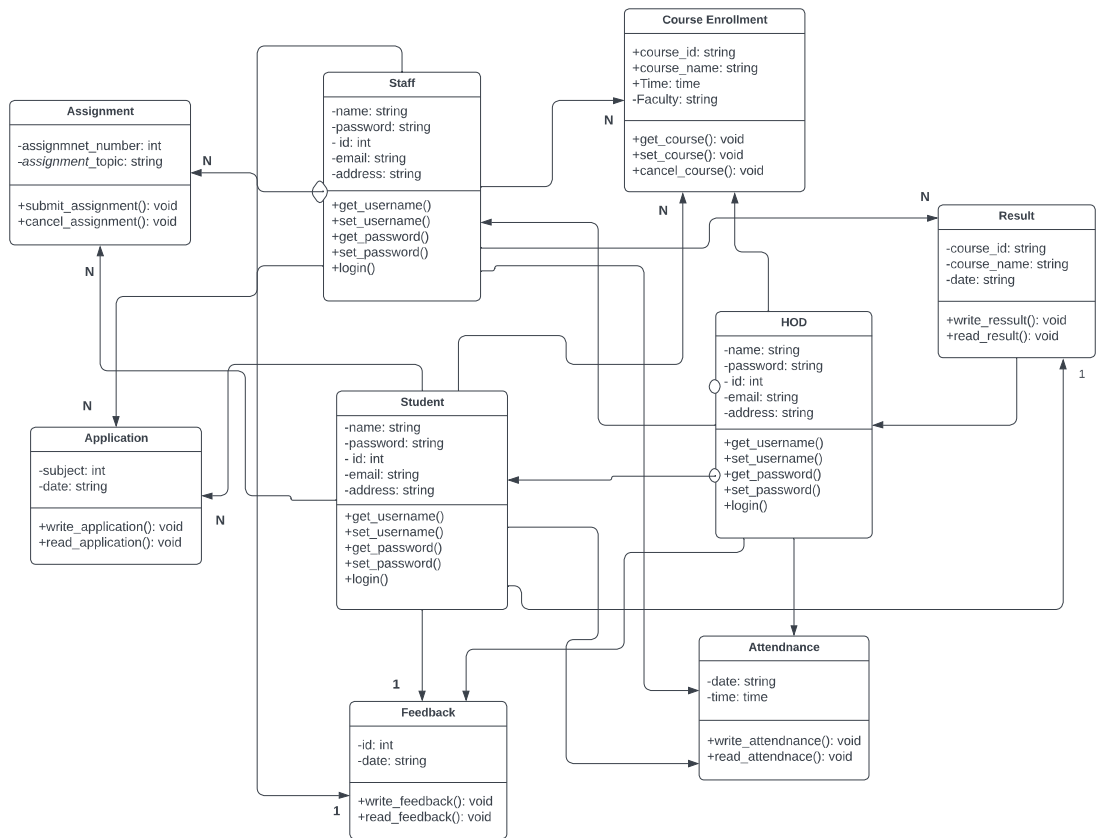 Course Enrollment
+course_id: string
+course_name: string
+Time: time
-Faculty: string
+get_course(): void
+set_course(): void
+cancel_course(): void
N
N
Staff
-name: string
-password: string
- id: int
-email: string
-address: string
+get_username()
+set_username()
+get_password()
+set_password()
+login()
Assignment
-assignmnet_number: int
-assignment_topic: string
+submit_assignment(): void
+cancel_assignment(): void
N
N
Result
-course_id: string
-course_name: string
-date: string
+write_ressult(): void
+read_result(): void
N
1
HOD
-name: string
-password: string
- id: int
-email: string
-address: string
+get_username()
+set_username()
+get_password()
+set_password()
+login()
Student
-name: string
-password: string
- id: int
-email: string
-address: string
+get_username()
+set_username()
+get_password()
+set_password()
+login()
N
Application
-subject: int
-date: string
+write_application(): void
+read_application(): void
N
Attendnance
-date: string
-time: time
+write_attendnance(): void
+read_attendnace(): void
1
Feedback
-id: int
-date: string
+write_feedback(): void
+read_feedback(): void
1